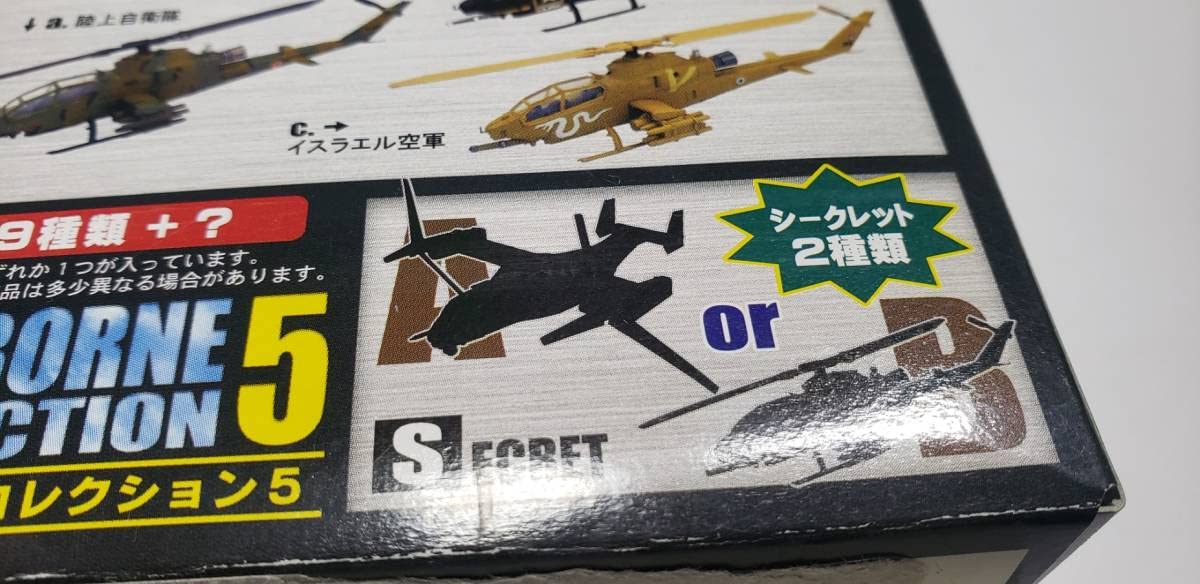 ↓a. 陸上自衛隊
c.→
イスラエル空軍
9種類+?
ずれか1つが入っています。
品は多少異なる場合があります。
BORNE
CTION 5
コレクション5
A
シークレット
2種類
or
B
SECRET